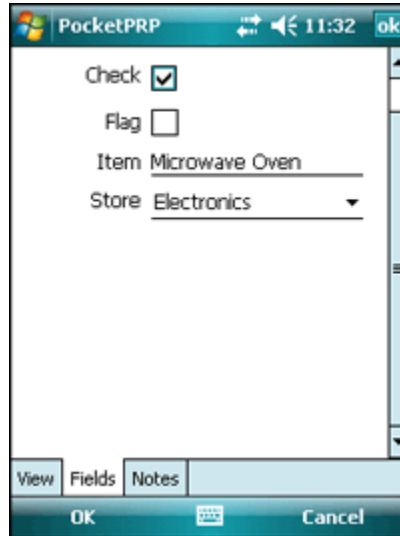 PocketPRP 11:32 ok
Check
Flag
Item Microwave Oven
Store Electronics
View Fields Notes
OK Cancel